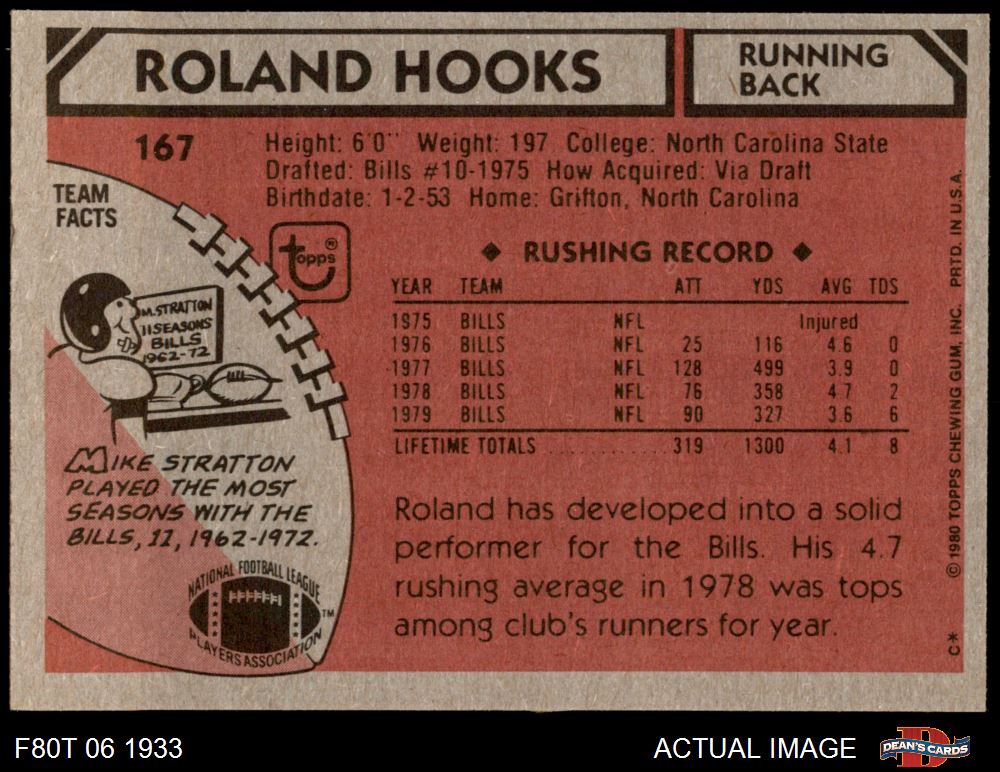 ROLAND HOOKS
RUNNING
BACK
167
Height: 6'0" Weight: 197 College: North Carolina State
Drafted: Bills #10-1975 How Acquired: Via Draft
Birthdate: 1-2-53 Home: Grifton, North Carolina
TEAM
FACTS
topps®
M. STRATTON
11 SEASONS
BILLS
1962-72
MIKE STRATTON
PLAYED THE MOST
SEASONS WITH THE
BILLS, 11, 1962-1972.
NATIONAL FOOTBALL LEAGUE
PLAYERS ASSOCIATION
TM
◆ RUSHING RECORD ◆
YEAR TEAM ATT YDS AVG TDS
1975 BILLS NFL Injured
1976 BILLS NFL 25 116 4.6 0
1977 BILLS NFL 128 499 3.9 0
1978 BILLS NFL 76 358 4.7 2
1979 BILLS NFL 90 327 3.6 6
LIFETIME TOTALS .......... 319 1300 4.1 8
Roland has developed into a solid
performer for the Bills. His 4.7
rushing average in 1978 was tops
among club's runners for year.
C* © 1980 TOPPS CHEWING GUM, INC. PRTD. IN U.S.A.
F80T 06 1933
ACTUAL IMAGE
D
DEAN'S CARDS